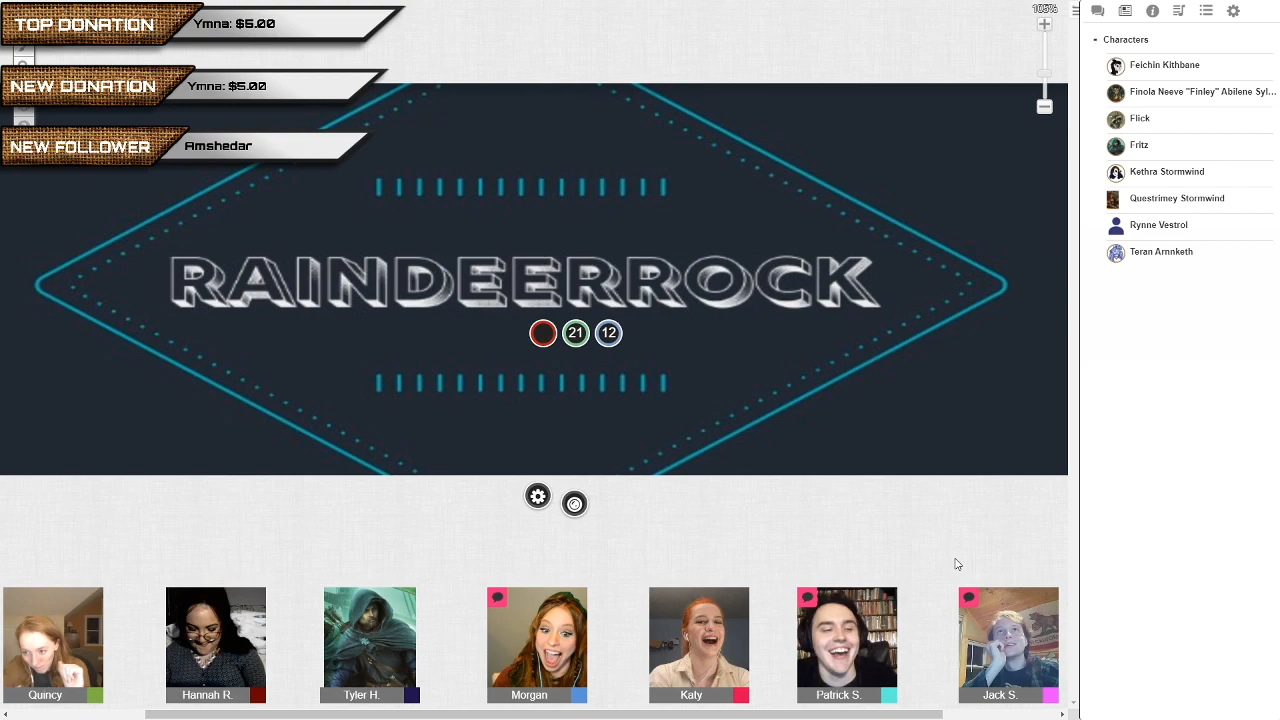 TOP DONATION
Ymna: $5.00
NEW DONATION
Ymna: $5.00
NEW FOLLOWER
Amshedar
105%
RAINDEERROCK
21
12
Characters
Feichin Kithbane
Finola Neeve "Finley" Abilene Syl...
Flick
Fritz
Kethra Stormwind
Questrimey Stormwind
Rynne Vestrol
Teran Arnnketh
Quincy
Hannah R.
Tyler H.
Morgan
Katy
Patrick S.
Jack S.